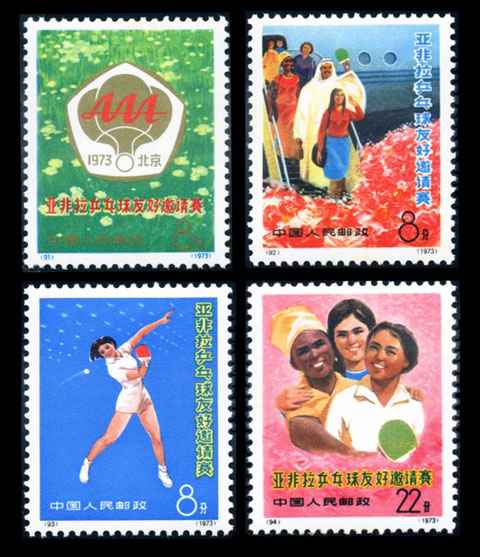 1973 北京
亚非拉乒乓球友好邀请赛
中国人民邮政 8分
(91) (1973)
亚非拉乒乓球友好邀请赛
中国人民邮政 8分
(92) (1973)
亚非拉乒乓球友好邀请赛
中国人民邮政 8分
(93) (1973)
亚非拉乒乓球友好邀请赛
中国人民邮政 22分
(94) (1973)